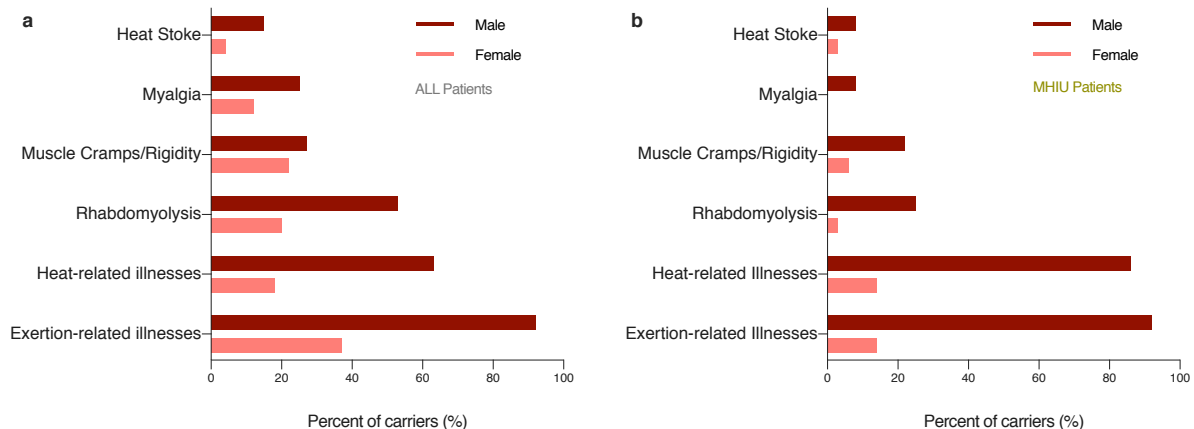 a
Heat Stoke
Myalgia
Muscle Cramps/Rigidity
Rhabdomyolysis
Heat-related illnesses
Exertion-related illnesses
Male
Female
ALL Patients
0 20 40 60 80 100
Percent of carriers (%)
b
Heat Stoke
Myalgia
Muscle Cramps/Rigidity
Rhabdomyolysis
Heat-related Illnesses
Exertion-related Illnesses
Male
Female
MHIU Patients
0 20 40 60 80 100
Percent of carriers (%)